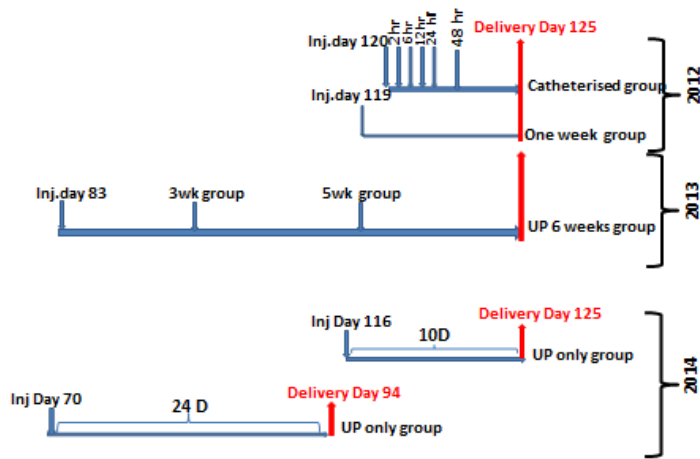 Delivery Day 125
Inj.day 120
2 hr
6 hr
12 hr
24 hr
48 hr
Catheterised group
2012
Inj.day 119
One week group
Inj.day 83
3wk group
5wk group
UP 6 weeks group
2013
Inj Day 116
Delivery Day 125
10D
UP only group
2014
Inj Day 70
24 D
Delivery Day 94
UP only group